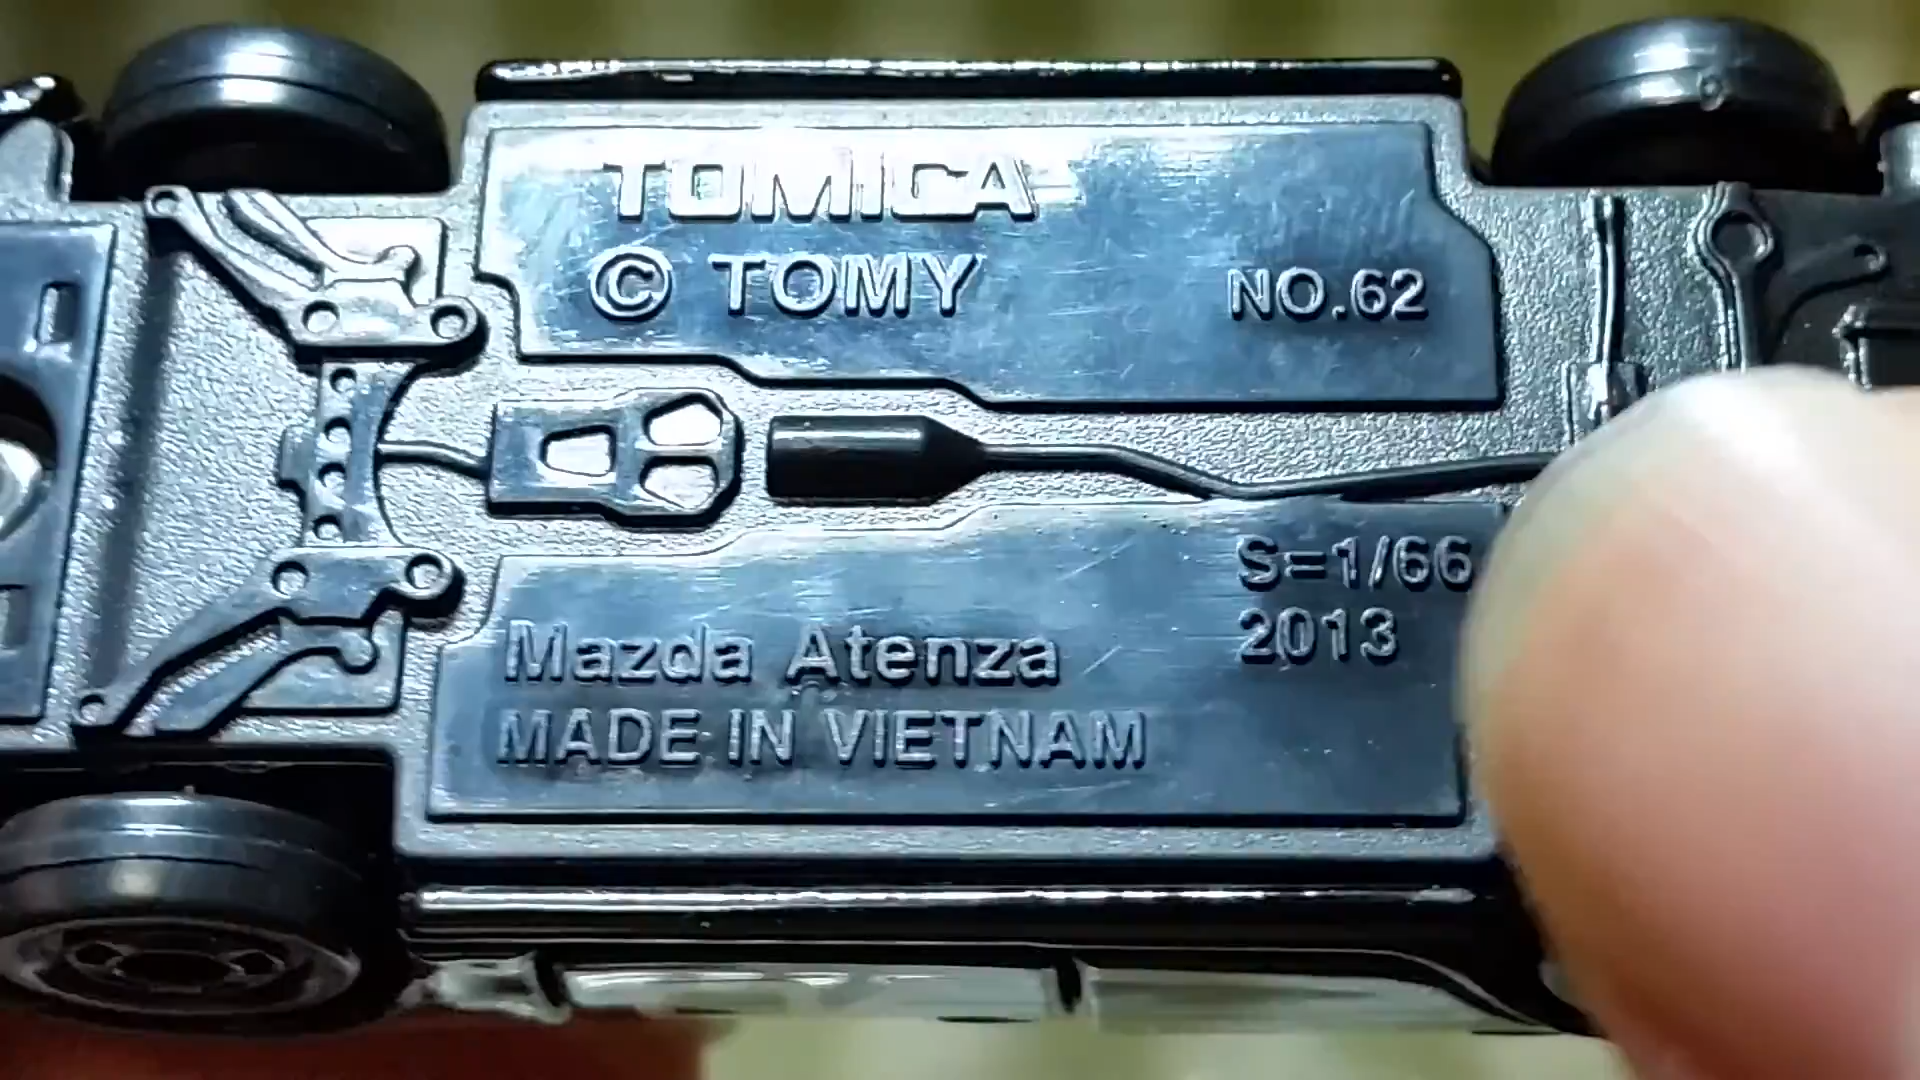 TOMICA
© TOMY
NO.62
S=1/66
2013
Mazda Atenza
MADE IN VIETNAM